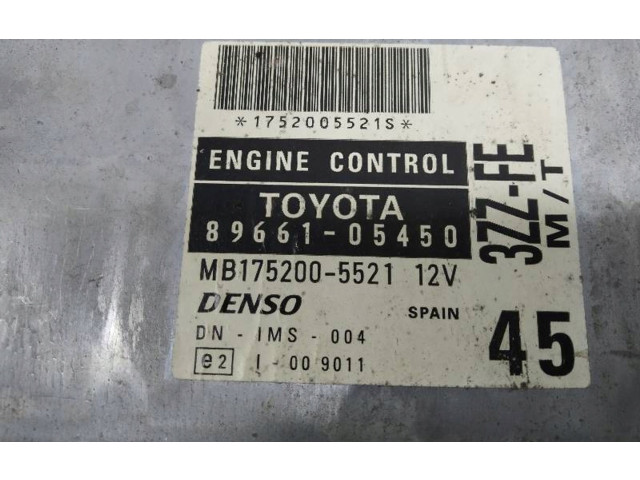 *1752005521S*
ENGINE CONTROL
TOYOTA
89661-05450
MB175200-5521 12V
DENSO SPAIN
DN - IMS - 004
e2 I - 00 9011
3ZZ-FE
M/T
45